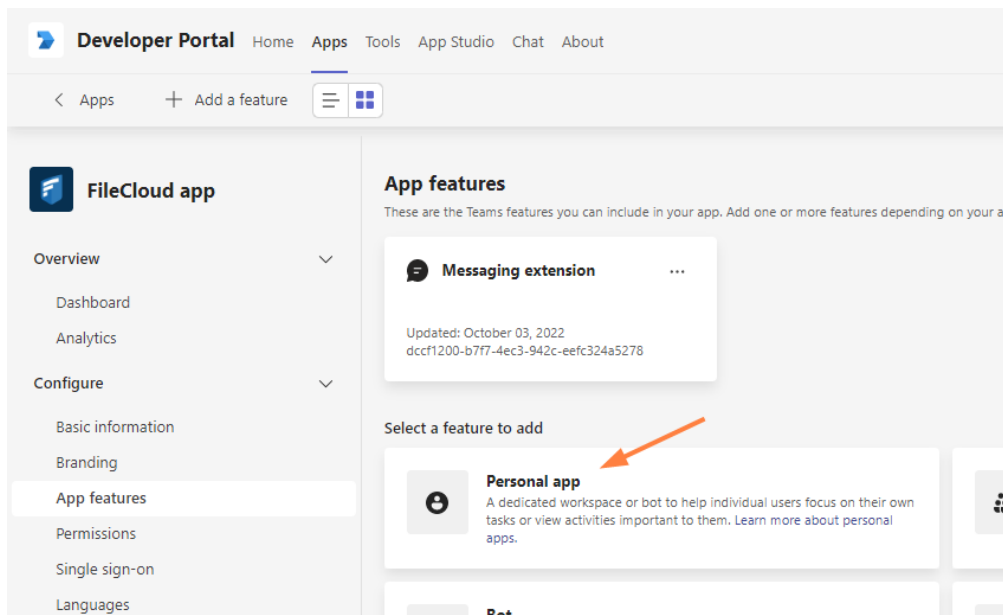 Developer Portal Home Apps Tools App Studio Chat About
Apps Add a feature
FileCloud app
Overview
Dashboard
Analytics
Configure
Basic information
Branding
App features
Permissions
Single sign-on
Languages
App features
These are the Teams features you can include in your app. Add one or more features depending on your a
Messaging extension
Updated: October 03, 2022
dccf1200-b7f7-4ec3-942c-eefc324a5278
Select a feature to add
Personal app
A dedicated workspace or bot to help individual users focus on their own
tasks or view activities important to them. Learn more about personal
apps.
Bot